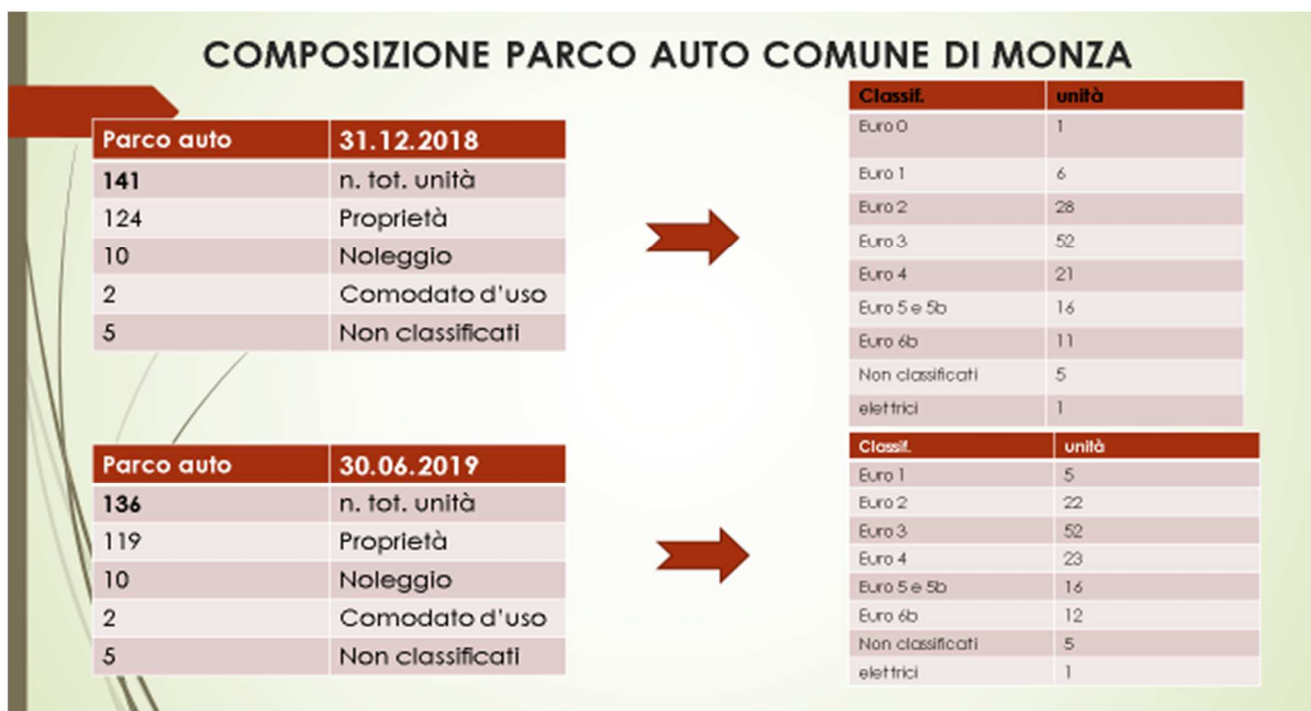 COMPOSIZIONE PARCO AUTO COMUNE DI MONZA
Parco auto 31.12.2018
141 n. tot. unità
124 Proprietà
10 Noleggio
2 Comodato d'uso
5 Non classificati
Classif. unità
Euro 0 1
Euro 1 6
Euro 2 28
Euro 3 52
Euro 4 21
Euro 5 e 5b 16
Euro 6b 11
Non classificati 5
elettrici 1
Parco auto 30.06.2019
136 n. tot. unità
119 Proprietà
10 Noleggio
2 Comodato d'uso
5 Non classificati
Classif. unità
Euro 1 5
Euro 2 22
Euro 3 52
Euro 4 23
Euro 5 e 5b 16
Euro 6b 12
Non classificati 5
elettrici 1